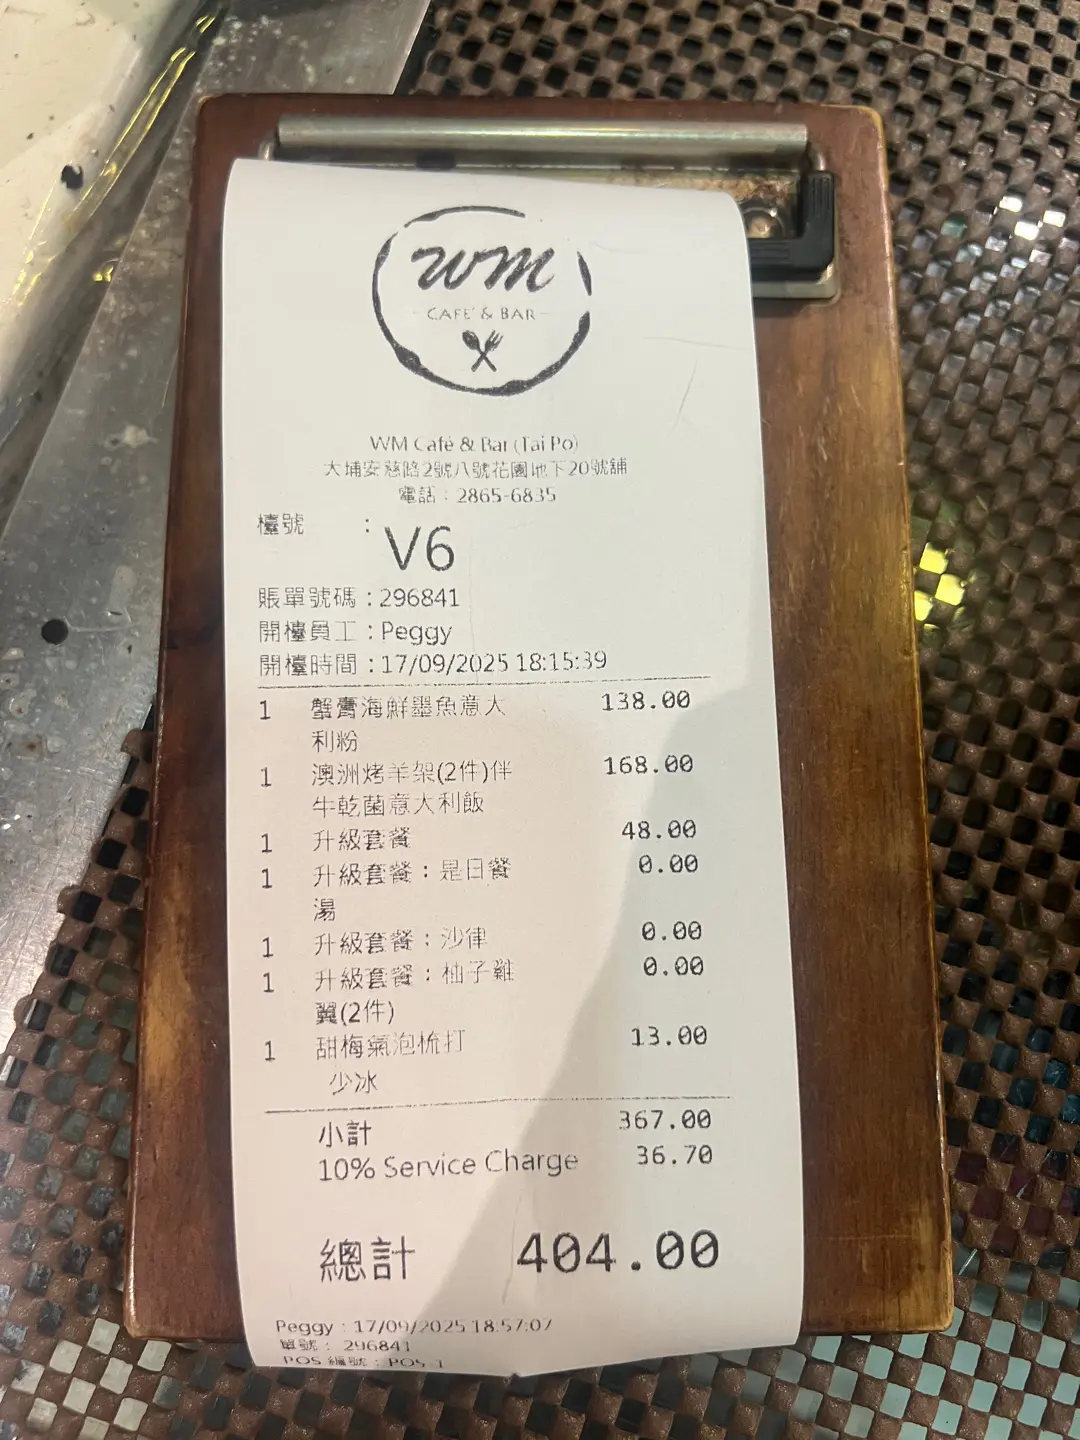 WM
CAFE' & BAR
WM Café & Bar (Tai Po)
大埔安慈路2號八號花園地下20號舖
電話：2865-6835
檯號 ：
V6
賬單號碼：296841
開檯員工：Peggy
開檯時間：17/09/2025 18:15:39
1 蟹膏海鮮墨魚意大 138.00
利粉
1 澳洲烤羊架(2件)伴 168.00
牛乾菌意大利飯
1 升級套餐 48.00
1 升級套餐：是日餐 0.00
湯
1 升級套餐：沙律 0.00
1 升級套餐：柚子雞 0.00
翼(2件)
1 甜梅氣泡梳打 13.00
少冰
小計 367.00
10% Service Charge 36.70
總計 404.00
Peggy : 17/09/2025 18:57:07
單號： 296841
POS 編號：POS-1